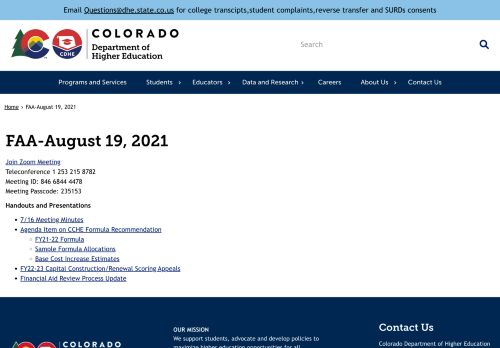 Email Questions@dhe.state.co.us for college transcipts,student complaints,reverse transfer and SURDs consents
CO
CDHE
COLORADO
Department of
Higher Education
Search
Programs and Services
Students
Educators
Data and Research
Careers
About Us
Contact Us
Home > FAA-August 19, 2021
FAA-August 19, 2021
Join Zoom Meeting
Teleconference 1 253 215 8782
Meeting ID: 846 6844 4478
Meeting Passcode: 235153
Handouts and Presentations
7/16 Meeting Minutes
Agenda Item on CCHE Formula Recommendation
FY21-22 Formula
Sample Formula Allocations
Base Cost Increase Estimates
FY22-23 Capital Construction/Renewal Scoring Appeals
Financial Aid Review Process Update
COLORADO
OUR MISSION
We support students, advocate and develop policies to
maximize higher education opportunities for all
Contact Us
Colorado Department of Higher Education